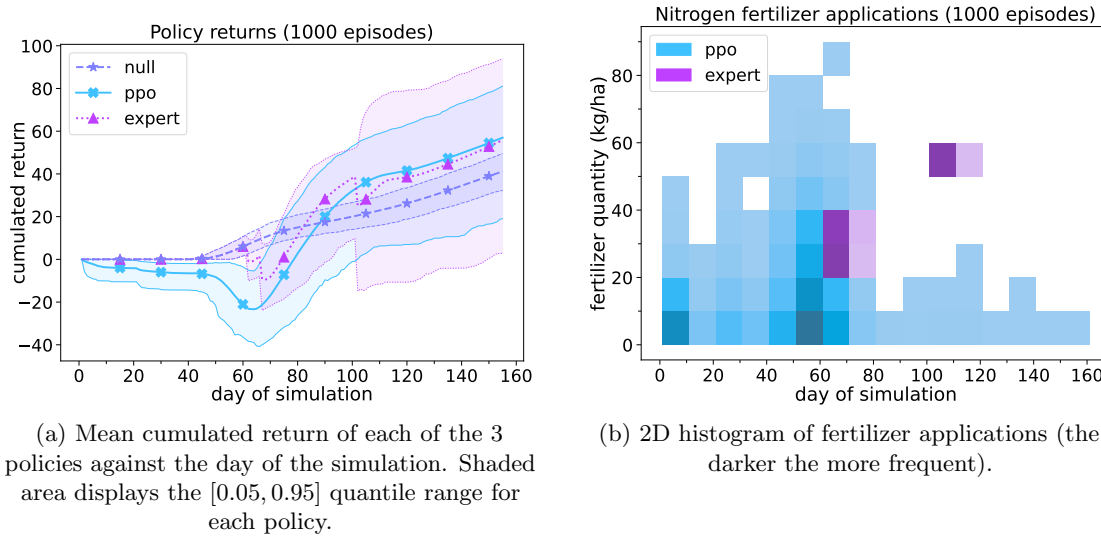 Policy returns (1000 episodes)
100
80
60
40
20
0
−20
−40
cumulated return
null
ppo
expert
0 20 40 60 80 100 120 140 160
day of simulation
(a) Mean cumulated return of each of the 3
policies against the day of the simulation. Shaded
area displays the [0.05, 0.95] quantile range for
each policy.
Nitrogen fertilizer applications (1000 episodes)
80
60
40
20
0
fertilizer quantity (kg/ha)
ppo
expert
0 20 40 60 80 100 120 140 160
day of simulation
(b) 2D histogram of fertilizer applications (the
darker the more frequent).